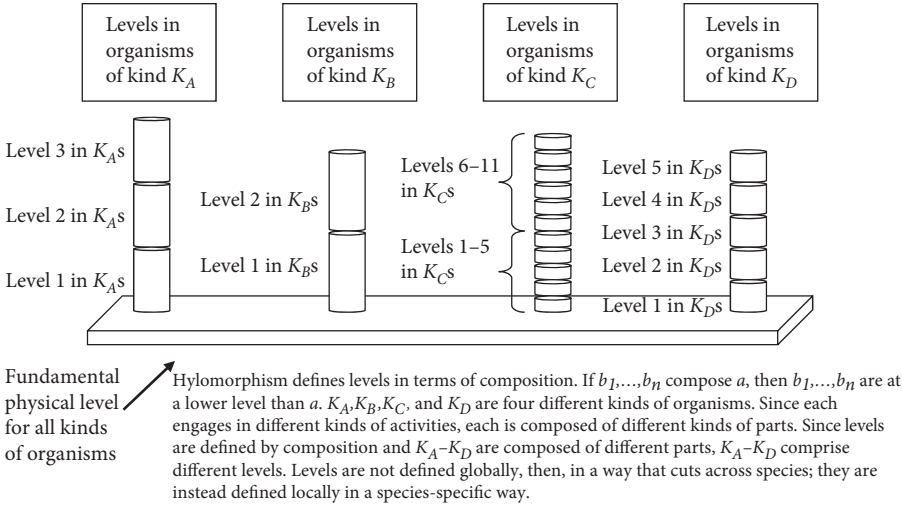 Levels in
organisms
of kind K_A
Levels in
organisms
of kind K_B
Levels in
organisms
of kind K_C
Levels in
organisms
of kind K_D
Level 3 in K_As
Level 2 in K_As
Level 1 in K_As
Level 2 in K_Bs
Level 1 in K_Bs
Levels 6–11
in K_Cs
Levels 1–5
in K_Cs
Level 5 in K_Ds
Level 4 in K_Ds
Level 3 in K_Ds
Level 2 in K_Ds
Level 1 in K_Ds
Fundamental
physical level
for all kinds
of organisms
Hylomorphism defines levels in terms of composition. If b_1,…,b_n compose a, then b_1,…,b_n are at
a lower level than a. K_A,K_B,K_C, and K_D are four different kinds of organisms. Since each
engages in different kinds of activities, each is composed of different kinds of parts. Since levels
are defined by composition and K_A–K_D are composed of different parts, K_A–K_D comprise
different levels. Levels are not defined globally, then, in a way that cuts across species; they are
instead defined locally in a species-specific way.